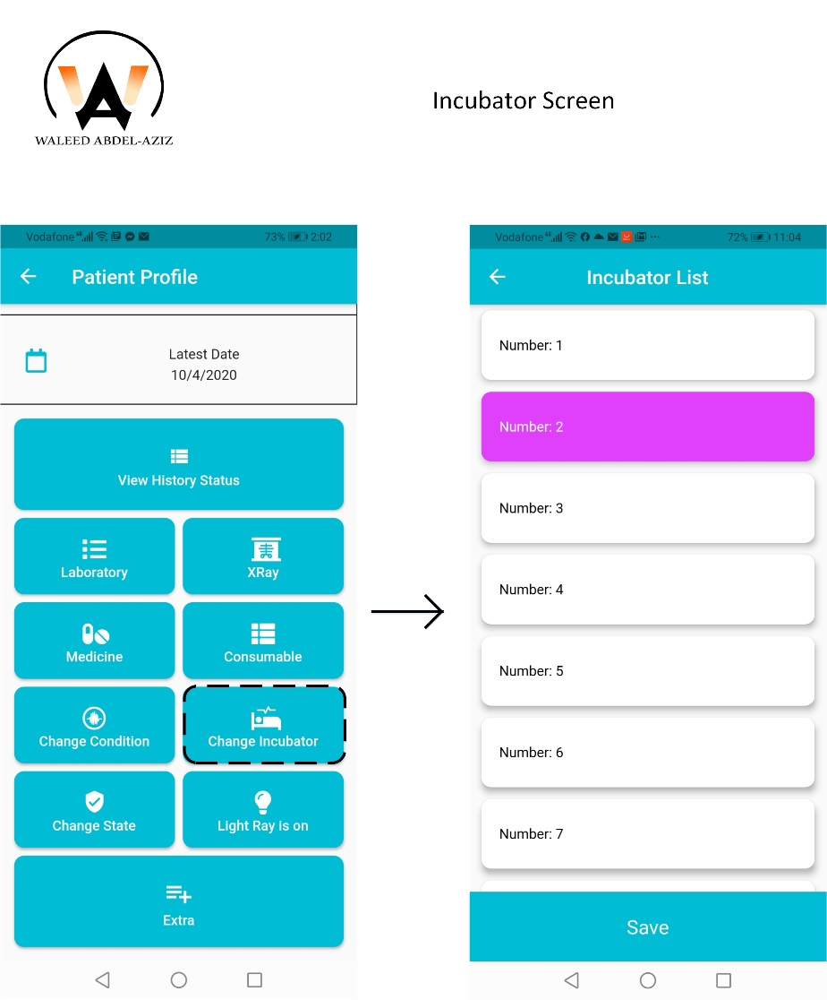 WALEED ABDEL-AZIZ
Incubator Screen
Vodafone 4G 73% 2:02
Patient Profile
Latest Date
10/4/2020
View History Status
Laboratory
XRay
Medicine
Consumable
Change Condition
Change Incubator
Change State
Light Ray is on
Extra
Vodafone 4G 72% 11:04
Incubator List
Number: 1
Number: 2
Number: 3
Number: 4
Number: 5
Number: 6
Number: 7
Save